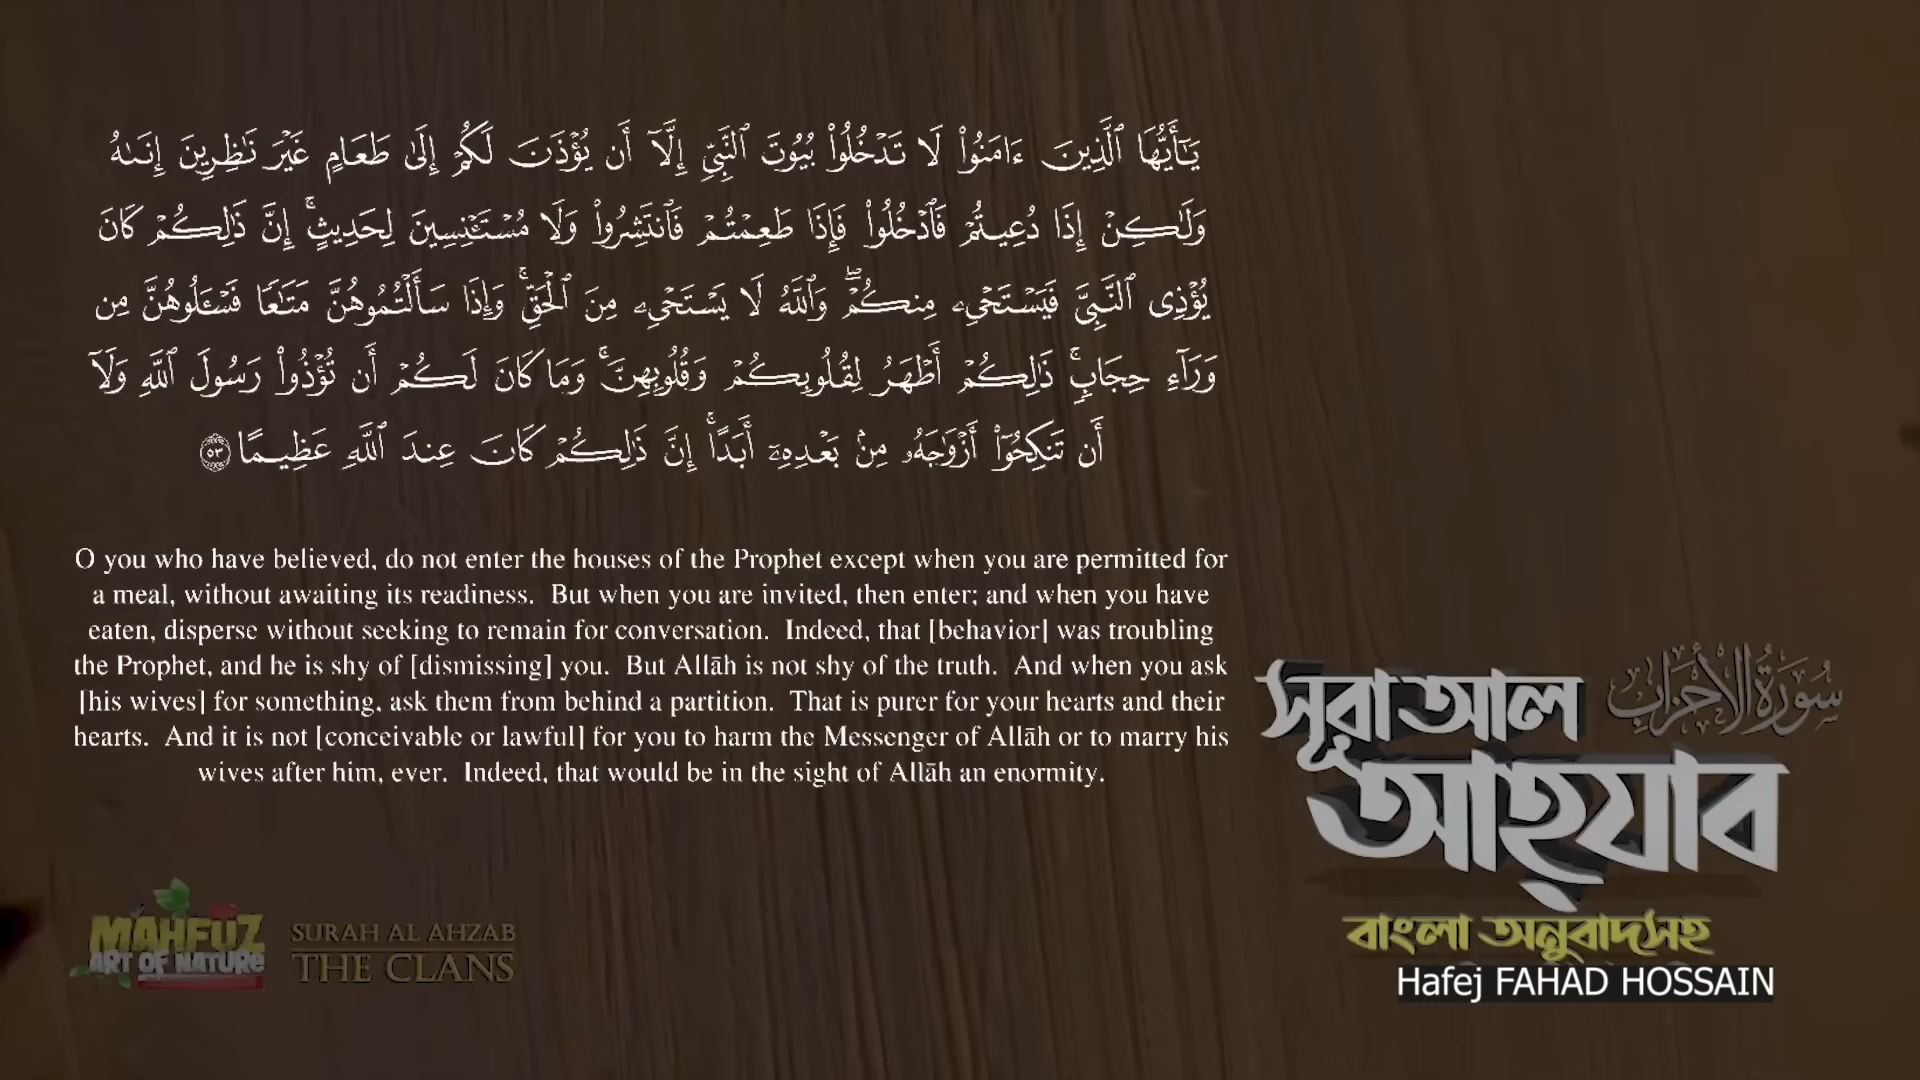 يَـٰٓأَيُّهَا ٱلَّذِينَ ءَامَنُوا۟ لَا تَدْخُلُوا۟ بُيُوتَ ٱلنَّبِىِّ إِلَّآ أَن يُؤْذَنَ لَكُمْ إِلَىٰ طَعَامٍ غَيْرَ نَـٰظِرِينَ إِنَىٰهُ
وَلَـٰكِنْ إِذَا دُعِيتُمْ فَٱدْخُلُوا۟ فَإِذَا طَعِمْتُمْ فَٱنتَشِرُوا۟ وَلَا مُسْتَـْٔنِسِينَ لِحَدِيثٍ ۚ إِنَّ ذَٰلِكُمْ كَانَ
يُؤْذِى ٱلنَّبِىَّ فَيَسْتَحْىِۦ مِنكُمْ ۖ وَٱللَّهُ لَا يَسْتَحْىِۦ مِنَ ٱلْحَقِّ ۚ وَإِذَا سَأَلْتُمُوهُنَّ مَتَـٰعًا فَسْـَٔلُوهُنَّ مِن
وَرَآءِ حِجَابٍ ۚ ذَٰلِكُمْ أَطْهَرُ لِقُلُوبِكُمْ وَقُلُوبِهِنَّ ۚ وَمَا كَانَ لَكُمْ أَن تُؤْذُوا۟ رَسُولَ ٱللَّهِ وَلَآ
أَن تَنكِحُوٓا۟ أَزْوَٰجَهُۥ مِنۢ بَعْدِهِۦٓ أَبَدًا ۚ إِنَّ ذَٰلِكُمْ كَانَ عِندَ ٱللَّهِ عَظِيمًا ٥٣
O you who have believed, do not enter the houses of the Prophet except when you are permitted for
a meal, without awaiting its readiness. But when you are invited, then enter; and when you have
eaten, disperse without seeking to remain for conversation. Indeed, that [behavior] was troubling
the Prophet, and he is shy of [dismissing] you. But Allāh is not shy of the truth. And when you ask
[his wives] for something, ask them from behind a partition. That is purer for your hearts and their
hearts. And it is not [conceivable or lawful] for you to harm the Messenger of Allāh or to marry his
wives after him, ever. Indeed, that would be in the sight of Allāh an enormity.
সূরা আল
سُورَةُ الأَحْزَاب
আহ্যাব
বাংলা অনুবাদসহ
Hafej FAHAD HOSSAIN
MAHFUZ
ART OF NATURE
SURAH AL AHZAB
THE CLANS